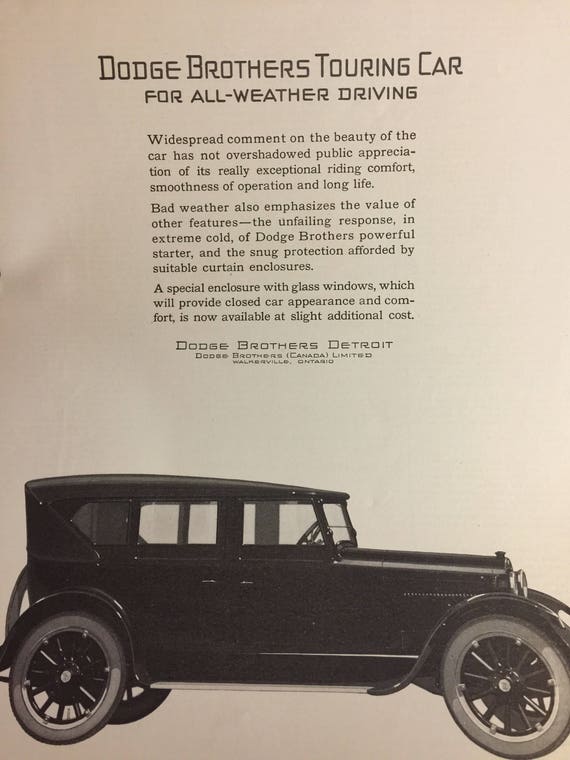 DODGE BROTHERS TOURING CAR
FOR ALL-WEATHER DRIVING
Widespread comment on the beauty of the
car has not overshadowed public apprecia-
tion of its really exceptional riding comfort,
smoothness of operation and long life.
Bad weather also emphasizes the value of
other features—the unfailing response, in
extreme cold, of Dodge Brothers powerful
starter, and the snug protection afforded by
suitable curtain enclosures.
A special enclosure with glass windows, which
will provide closed car appearance and com-
fort, is now available at slight additional cost.
DODGE BROTHERS DETROIT
DODGE BROTHERS (CANADA) LIMITED
WALKERVILLE, ONTARIO